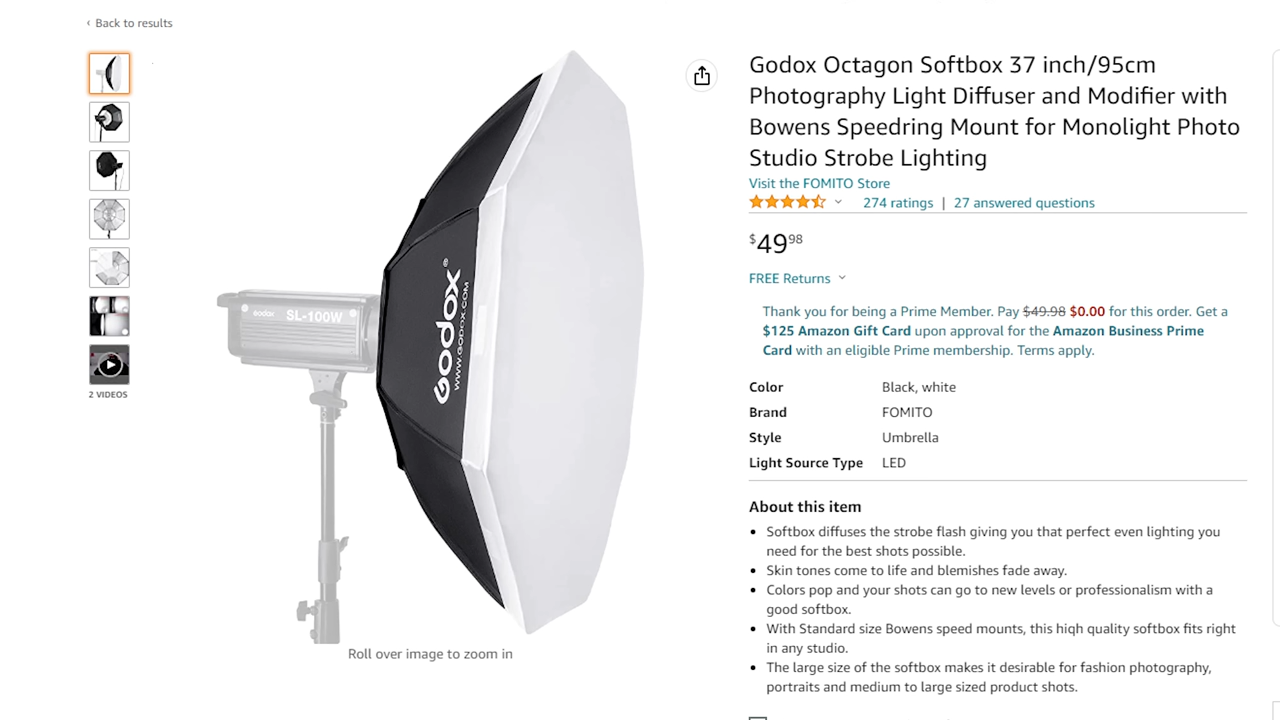 ‹ Back to results
Godox Octagon Softbox 37 inch/95cm
Photography Light Diffuser and Modifier with
Bowens Speedring Mount for Monolight Photo
Studio Strobe Lighting
Visit the FOMITO Store
274 ratings | 27 answered questions
$49.98
FREE Returns
Thank you for being a Prime Member. Pay $49.98 $0.00 for this order. Get a
$125 Amazon Gift Card upon approval for the Amazon Business Prime
Card with an eligible Prime membership. Terms apply.
Color Black, white
Brand FOMITO
Style Umbrella
Light Source Type LED
About this item
• Softbox diffuses the strobe flash giving you that perfect even lighting you
need for the best shots possible.
• Skin tones come to life and blemishes fade away.
• Colors pop and your shots can go to new levels or professionalism with a
good softbox.
• With Standard size Bowens speed mounts, this high quality softbox fits right
in any studio.
• The large size of the softbox makes it desirable for fashion photography,
portraits and medium to large sized product shots.
Godox SL-100W
Godox®
WWW.GODOX.COM
2 VIDEOS
Roll over image to zoom in